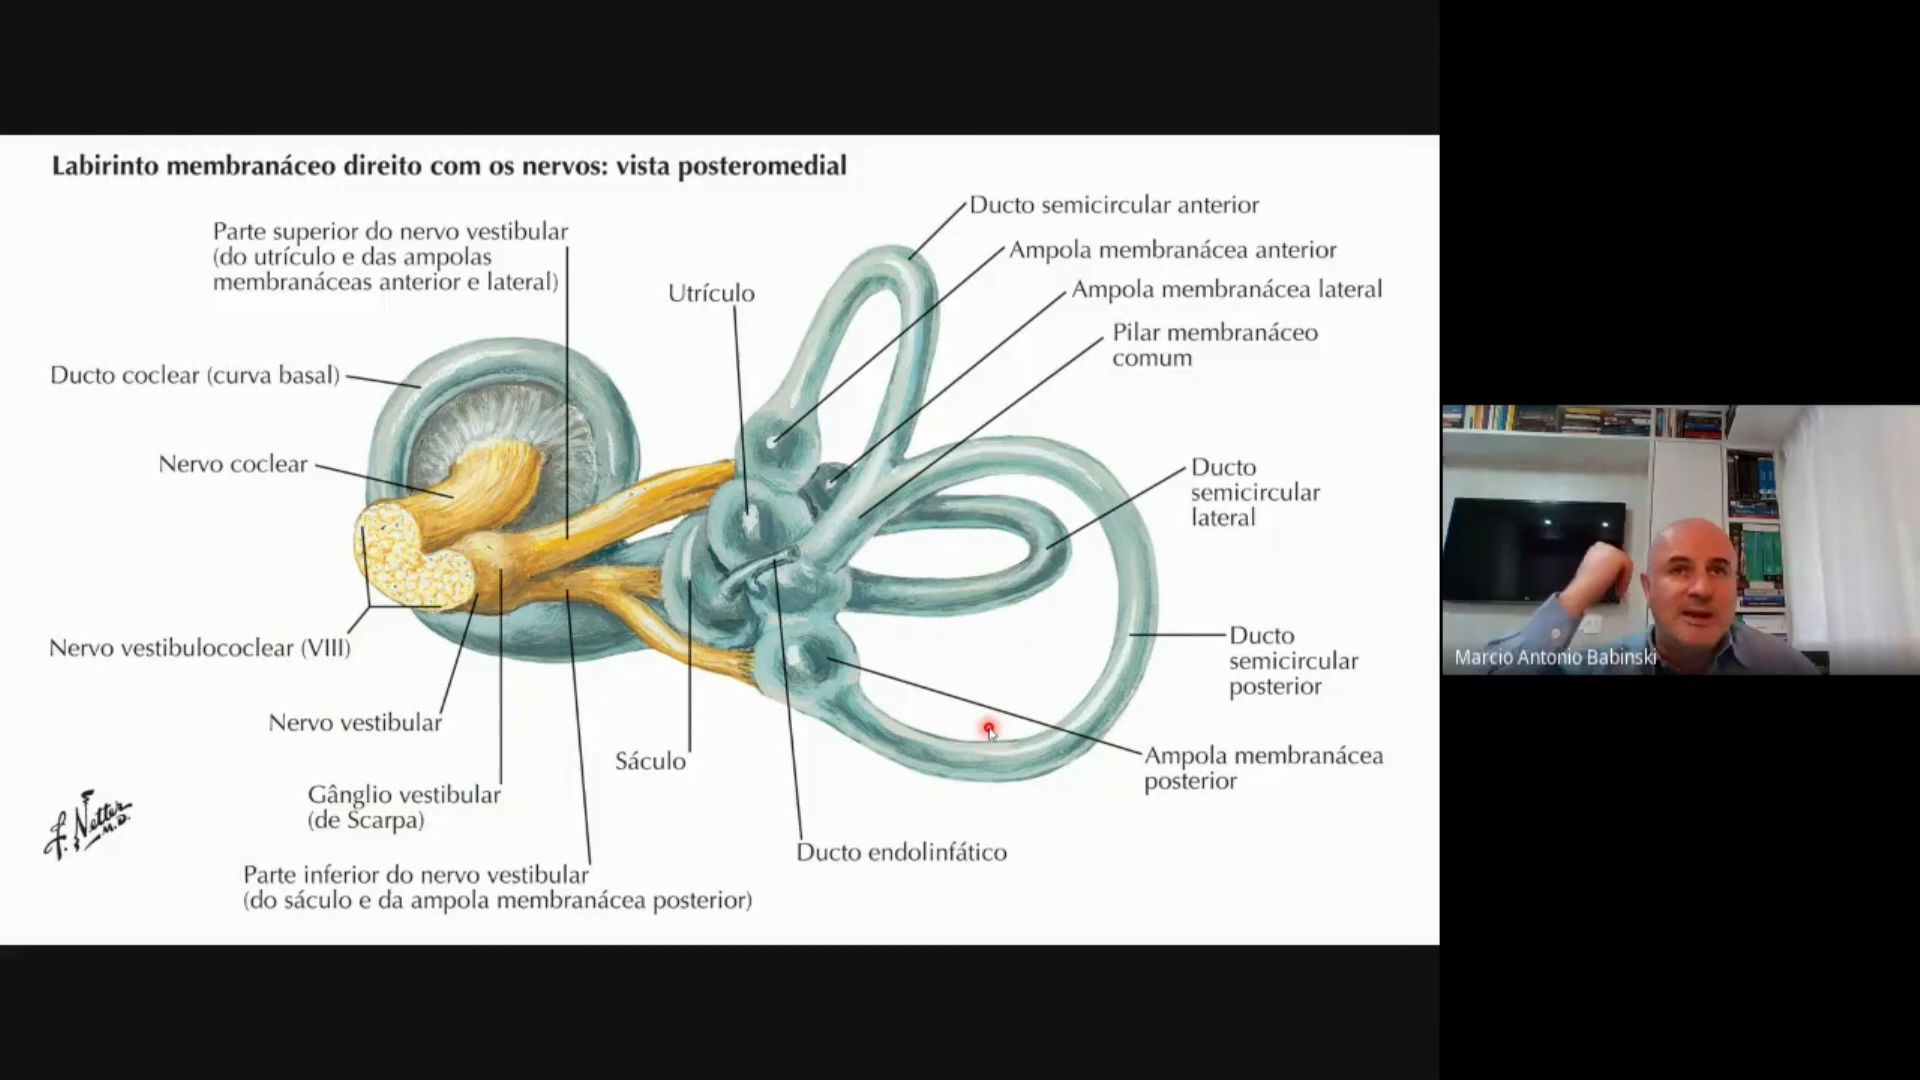 Labirinto membranáceo direito com os nervos: vista posteromedial
Parte superior do nervo vestibular
(do utrículo e das ampolas
membranáceas anterior e lateral)
Utrículo
Ducto semicircular anterior
Ampola membranácea anterior
Ampola membranácea lateral
Pilar membranáceo
comum
Ducto coclear (curva basal)
Nervo coclear
Ducto
semicircular
lateral
Nervo vestibulococlear (VIII)
Ducto
semicircular
posterior
Nervo vestibular
Sáculo
Ampola membranácea
posterior
Gânglio vestibular
(de Scarpa)
Ducto endolinfático
Parte inferior do nervo vestibular
(do sáculo e da ampola membranácea posterior)
F. Netter
M.D.
Marcio Antonio Babinski